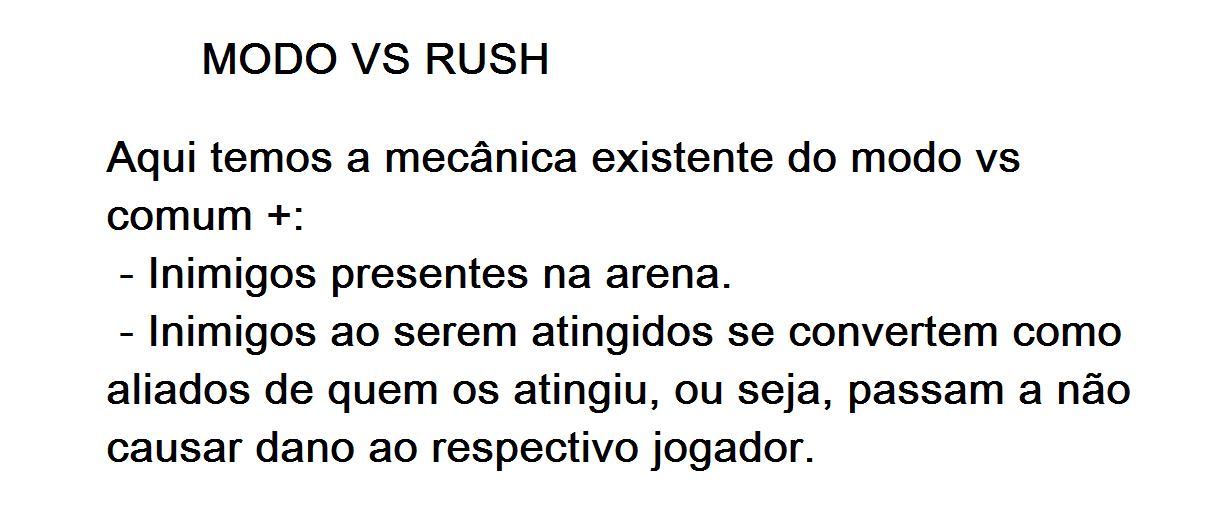 MODO VS RUSH
Aqui temos a mecânica existente do modo vs
comum +:
- Inimigos presentes na arena.
- Inimigos ao serem atingidos se convertem como
aliados de quem os atingiu, ou seja, passam a não
causar dano ao respectivo jogador.